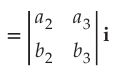 = | a₂ a₃ |
| b₂ b₃ | i